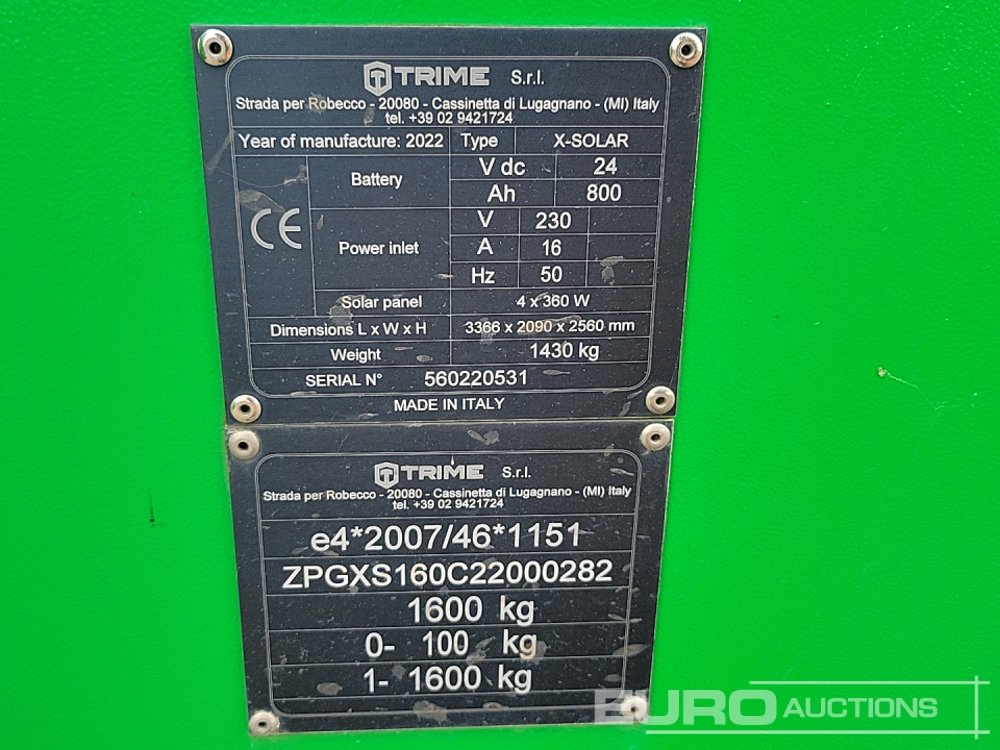 TRIME S.r.l.
Strada per Robecco - 20080 - Cassinetta di Lugagnano - (MI) Italy
tel. +39 02 9421724
Year of manufacture: 2022 Type X-SOLAR
Battery V dc 24
Ah 800
CE
Power inlet V 230
A 16
Hz 50
Solar panel 4 x 360 W
Dimensions L x W x H 3366 x 2090 x 2560 mm
Weight 1430 kg
SERIAL N° 560220531
MADE IN ITALY
TRIME S.r.l.
Strada per Robecco - 20080 - Cassinetta di Lugagnano - (MI) Italy
tel. +39 02 9421724
e4*2007/46*1151
ZPGXS160C22000282
1600 kg
0- 100 kg
1- 1600 kg
EURO AUCTIONS